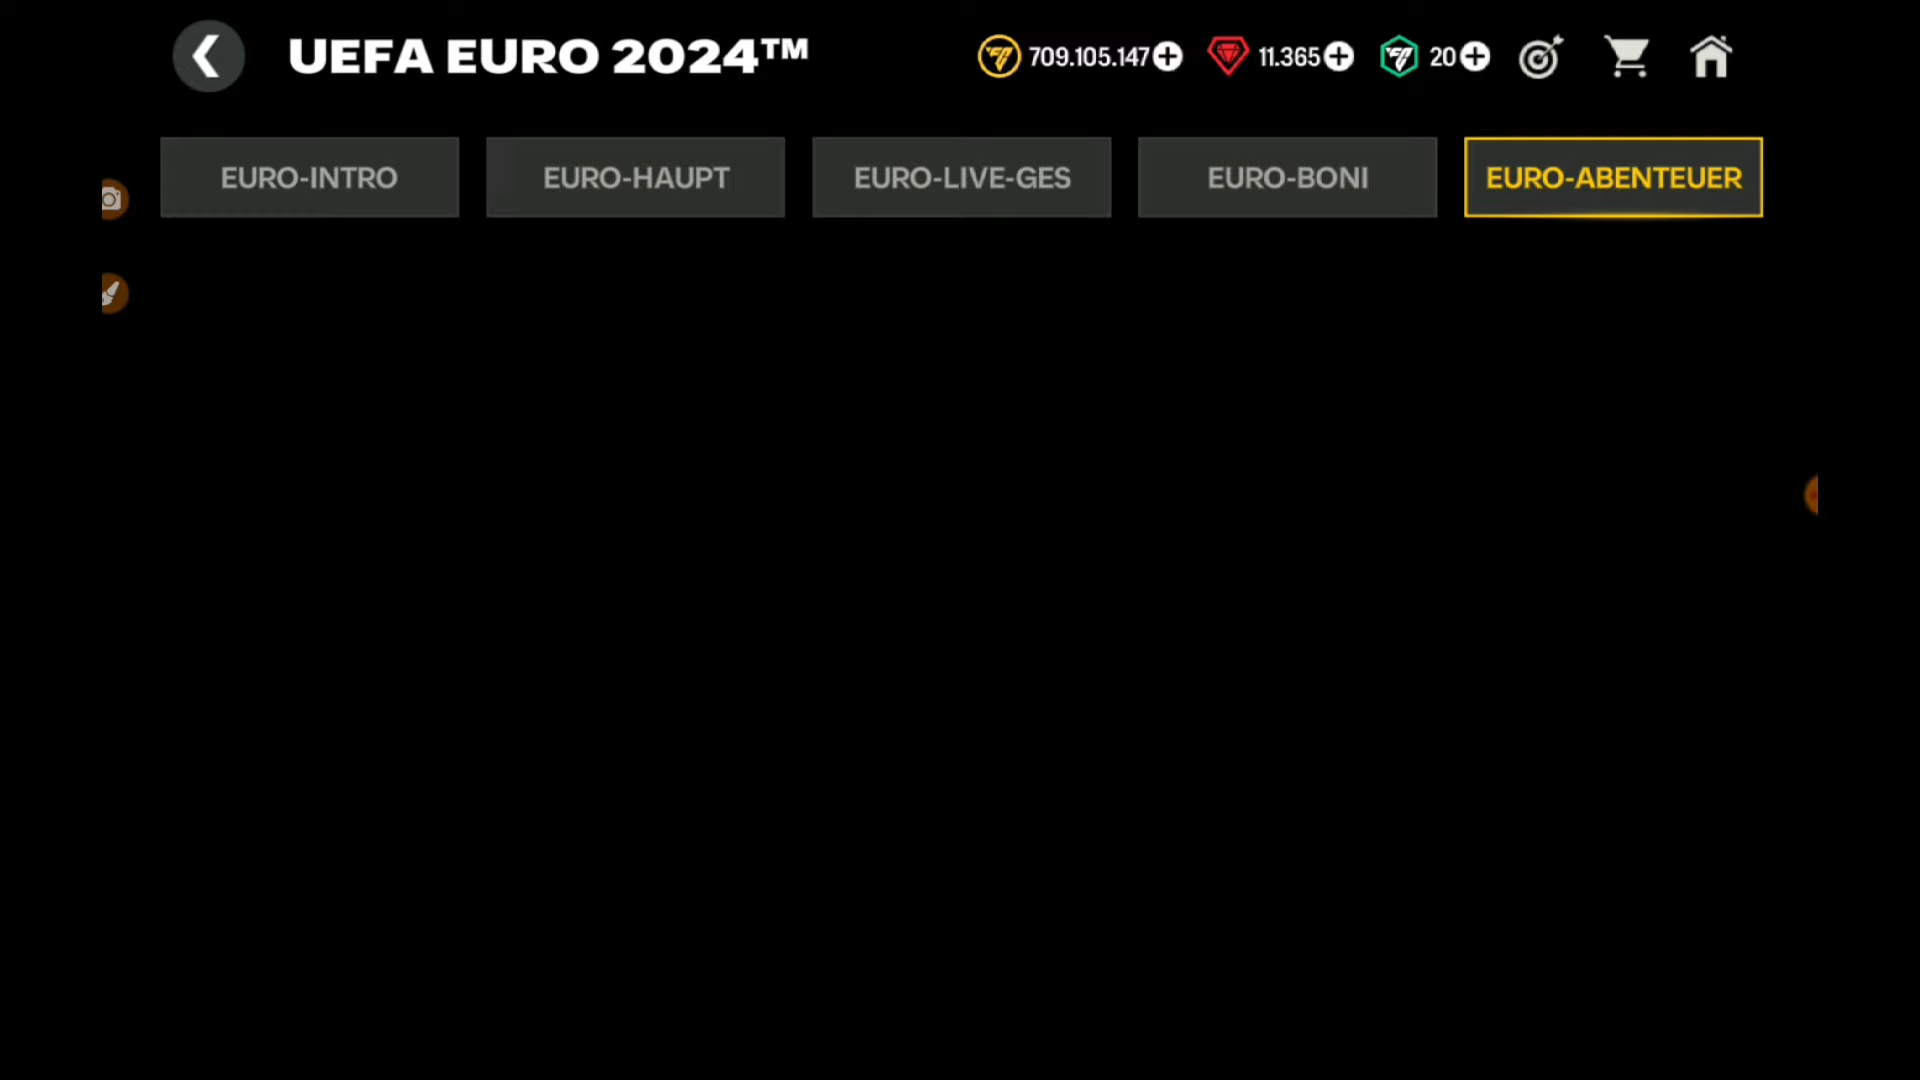 UEFA EURO 2024™ 709.105.147 11.365 20
EURO-INTRO EURO-HAUPT EURO-LIVE-GES EURO-BONI EURO-ABENTEUER